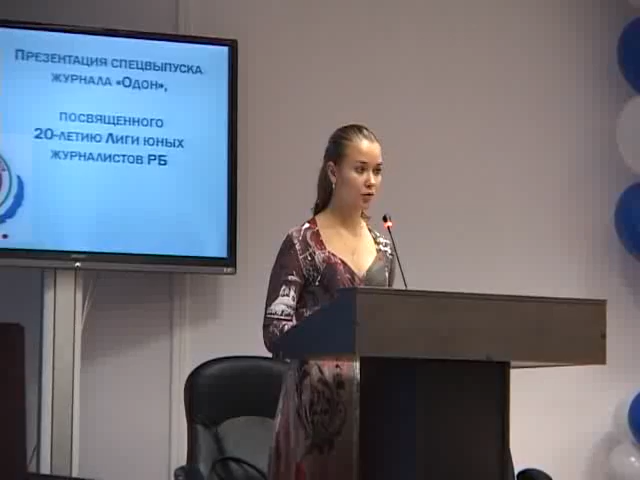 Презентация спецвыпуска
журнала «Одон»,
посвященного
20-летию Лиги юных
журналистов РБ